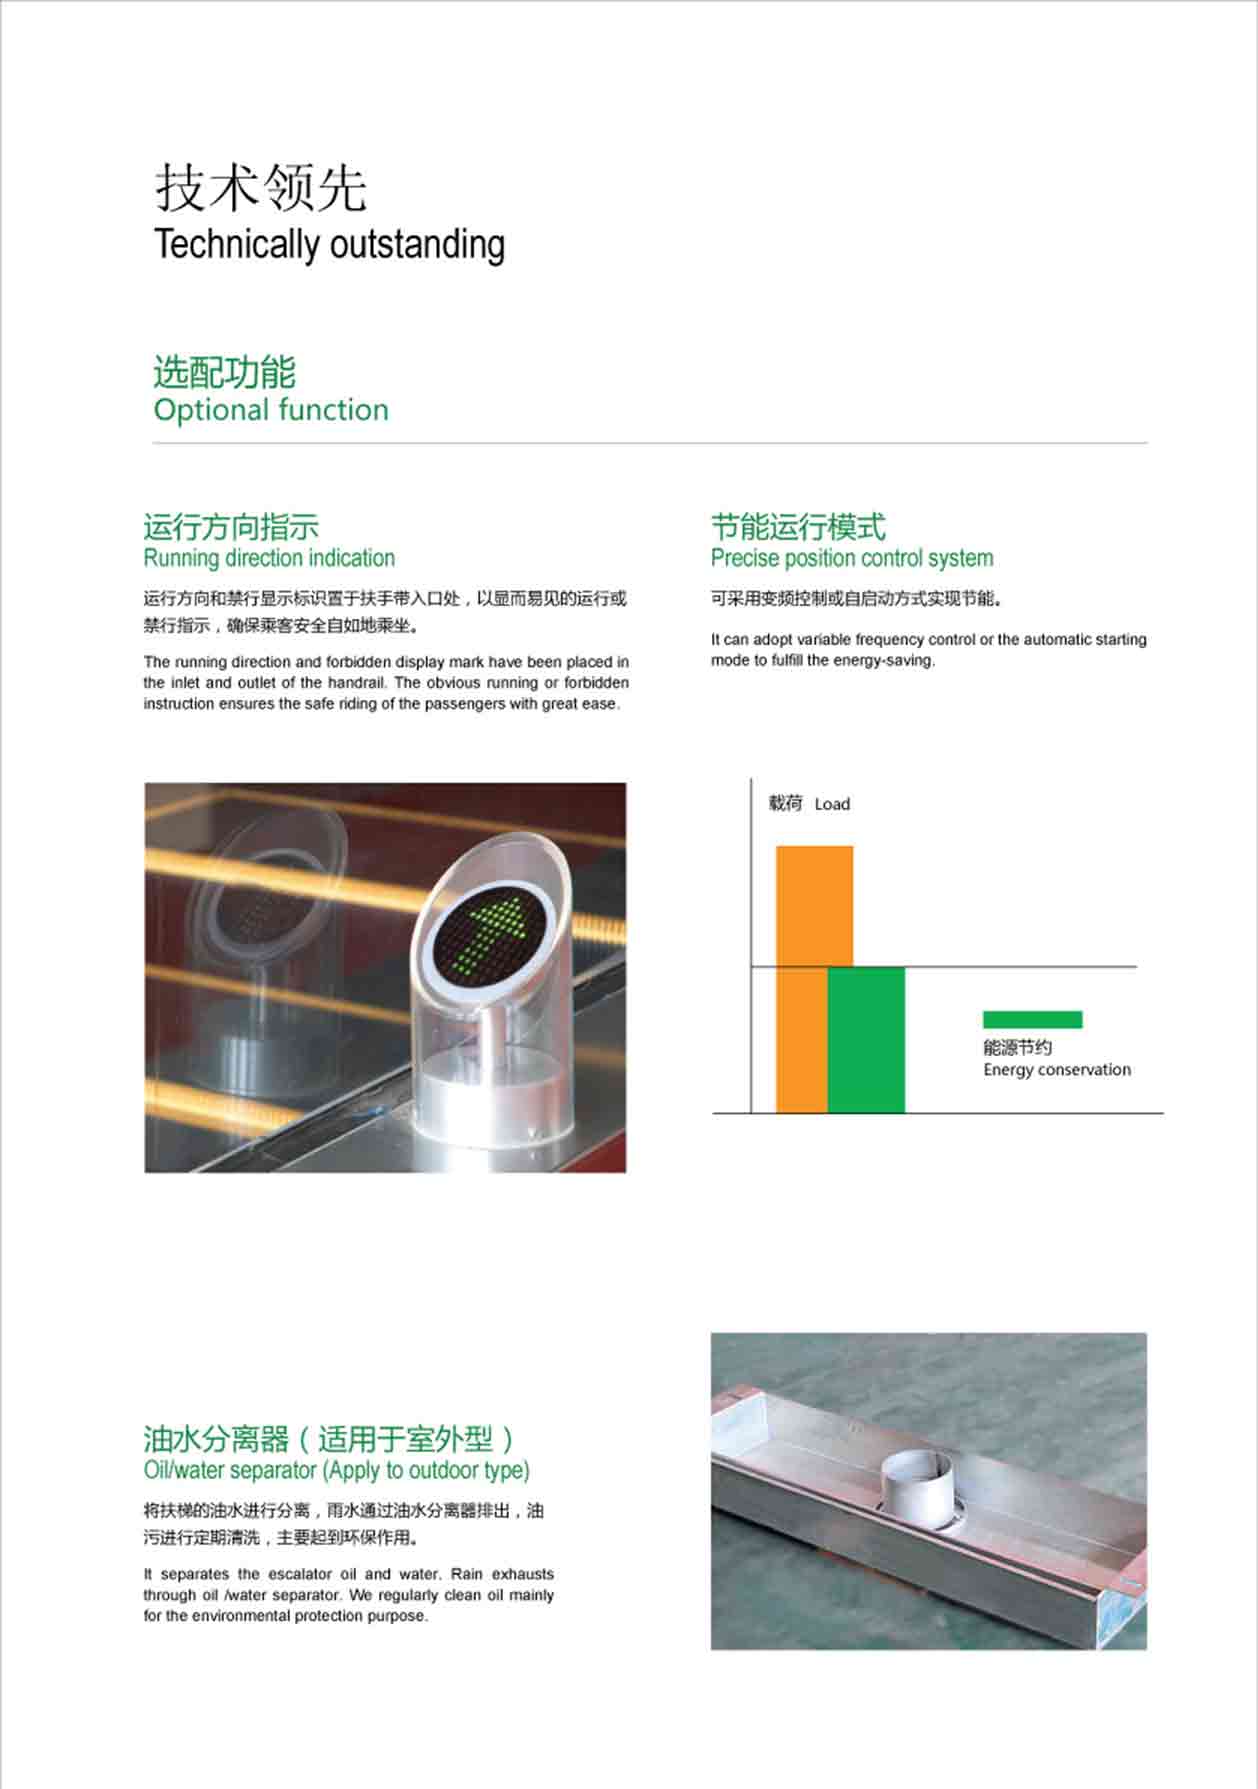 技术领先
Technically outstanding
选配功能
Optional function
运行方向指示
Running direction indication
运行方向和禁行显示标识置于扶手带入口处，以显而易见的运行或
禁行指示，确保乘客安全自如地乘坐。
The running direction and forbidden display mark have been placed in
the inlet and outlet of the handrail. The obvious running or forbidden
instruction ensures the safe riding of the passengers with great ease.
节能运行模式
Precise position control system
可采用变频控制或自启动方式实现节能。
It can adopt variable frequency control or the automatic starting
mode to fulfill the energy-saving.
载荷 Load
能源节约
Energy conservation
油水分离器（适用于室外型）
Oil/water separator (Apply to outdoor type)
将扶梯的油水进行分离，雨水通过油水分离器排出，油
污进行定期清洗，主要起到环保作用。
It separates the escalator oil and water. Rain exhausts
through oil /water separator. We regularly clean oil mainly
for the environmental protection purpose.